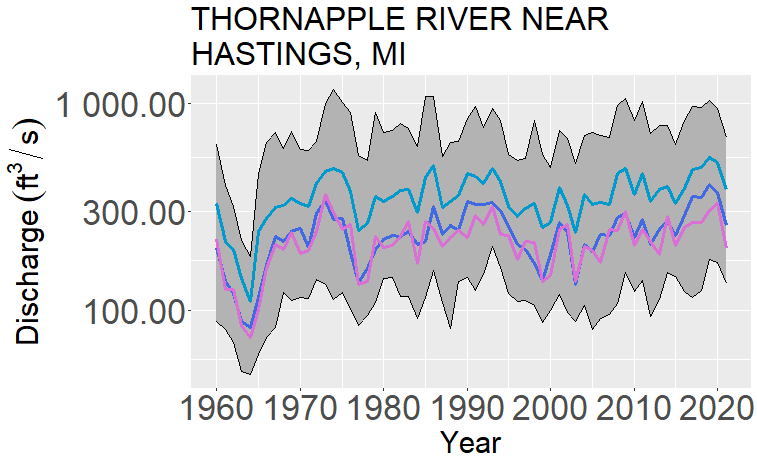 THORNAPPLE RIVER NEAR
HASTINGS, MI
Discharge (ft³/s)
1 000.00
300.00
100.00
1960 1970 1980 1990 2000 2010 2020
Year